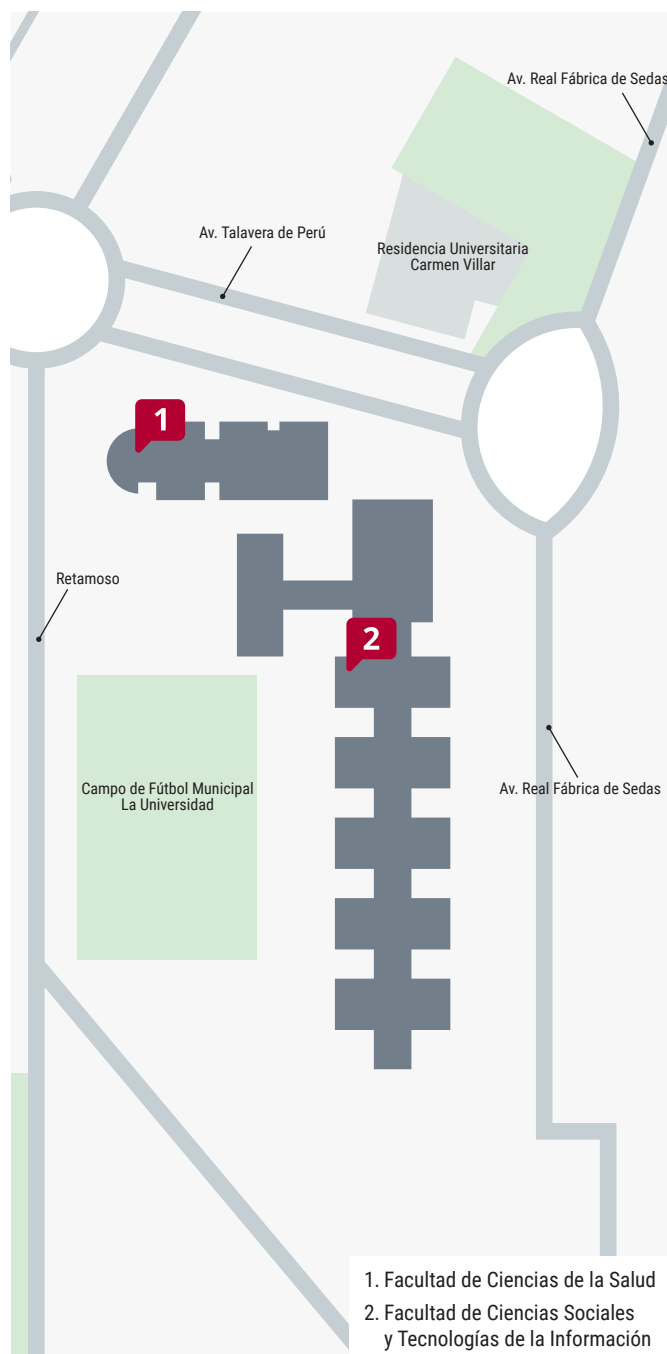 Av. Real Fábrica de Sedas
Av. Talavera de Perú
Residencia Universitaria
Carmen Villar
1
Retamoso
2
Campo de Fútbol Municipal
La Universidad
Av. Real Fábrica de Sedas
1. Facultad de Ciencias de la Salud
2. Facultad de Ciencias Sociales
y Tecnologías de la Información